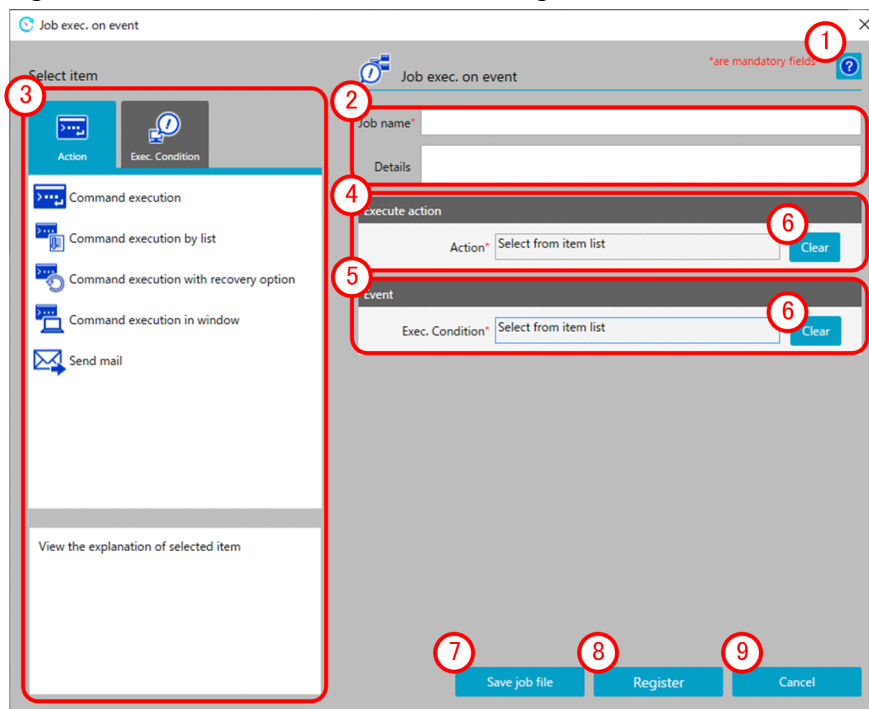 Job exec. on event
1
*are mandatory fields
?
Select item
Job exec. on event
3
Action
Exec. Condition
Command execution
Command execution by list
Command execution with recovery option
Command execution in window
Send mail
View the explanation of selected item
2
Job name*
Details
4
Execute action
6
Action*
Select from item list
Clear
5
Event
6
Exec. Condition*
Select from item list
Clear
7
8
9
Save job file
Register
Cancel